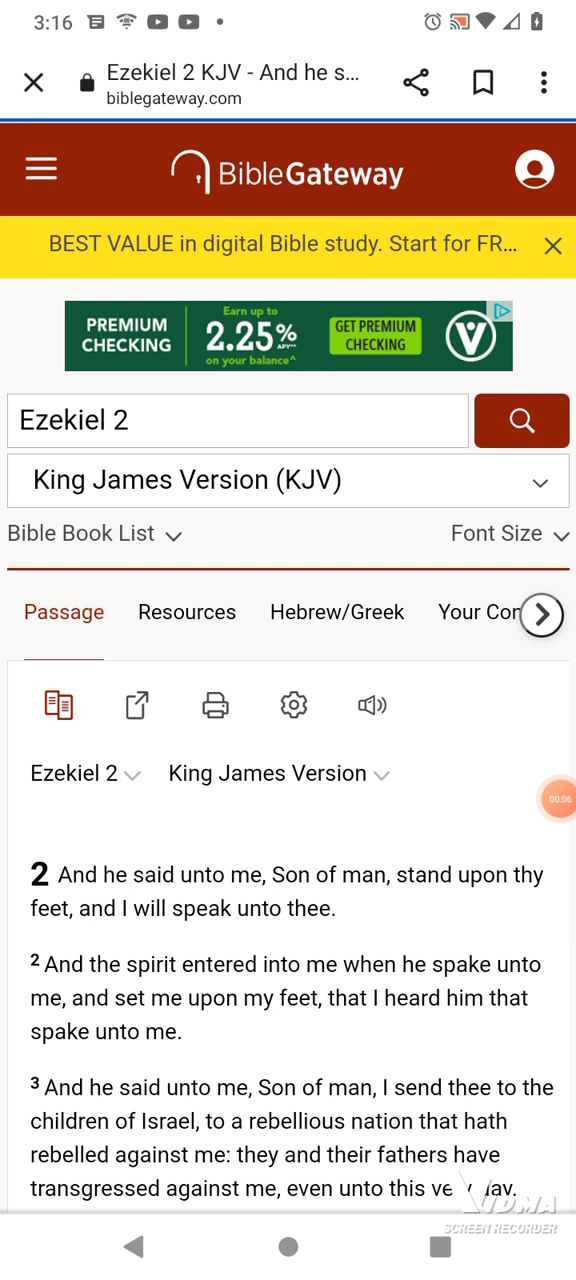 3:16
Ezekiel 2 KJV - And he s...
biblegateway.com
BibleGateway
BEST VALUE in digital Bible study. Start for FR...
PREMIUM CHECKING
Earn up to
2.25% APY**
on your balance^
GET PREMIUM CHECKING
V
Ezekiel 2
King James Version (KJV)
Bible Book List
Font Size
Passage Resources Hebrew/Greek Your Con
Ezekiel 2 King James Version
00:06
2 And he said unto me, Son of man, stand upon thy
feet, and I will speak unto thee.
2 And the spirit entered into me when he spake unto
me, and set me upon my feet, that I heard him that
spake unto me.
3 And he said unto me, Son of man, I send thee to the
children of Israel, to a rebellious nation that hath
rebelled against me: they and their fathers have
transgressed against me, even unto this very day.
VIDMA
SCREEN RECORDER